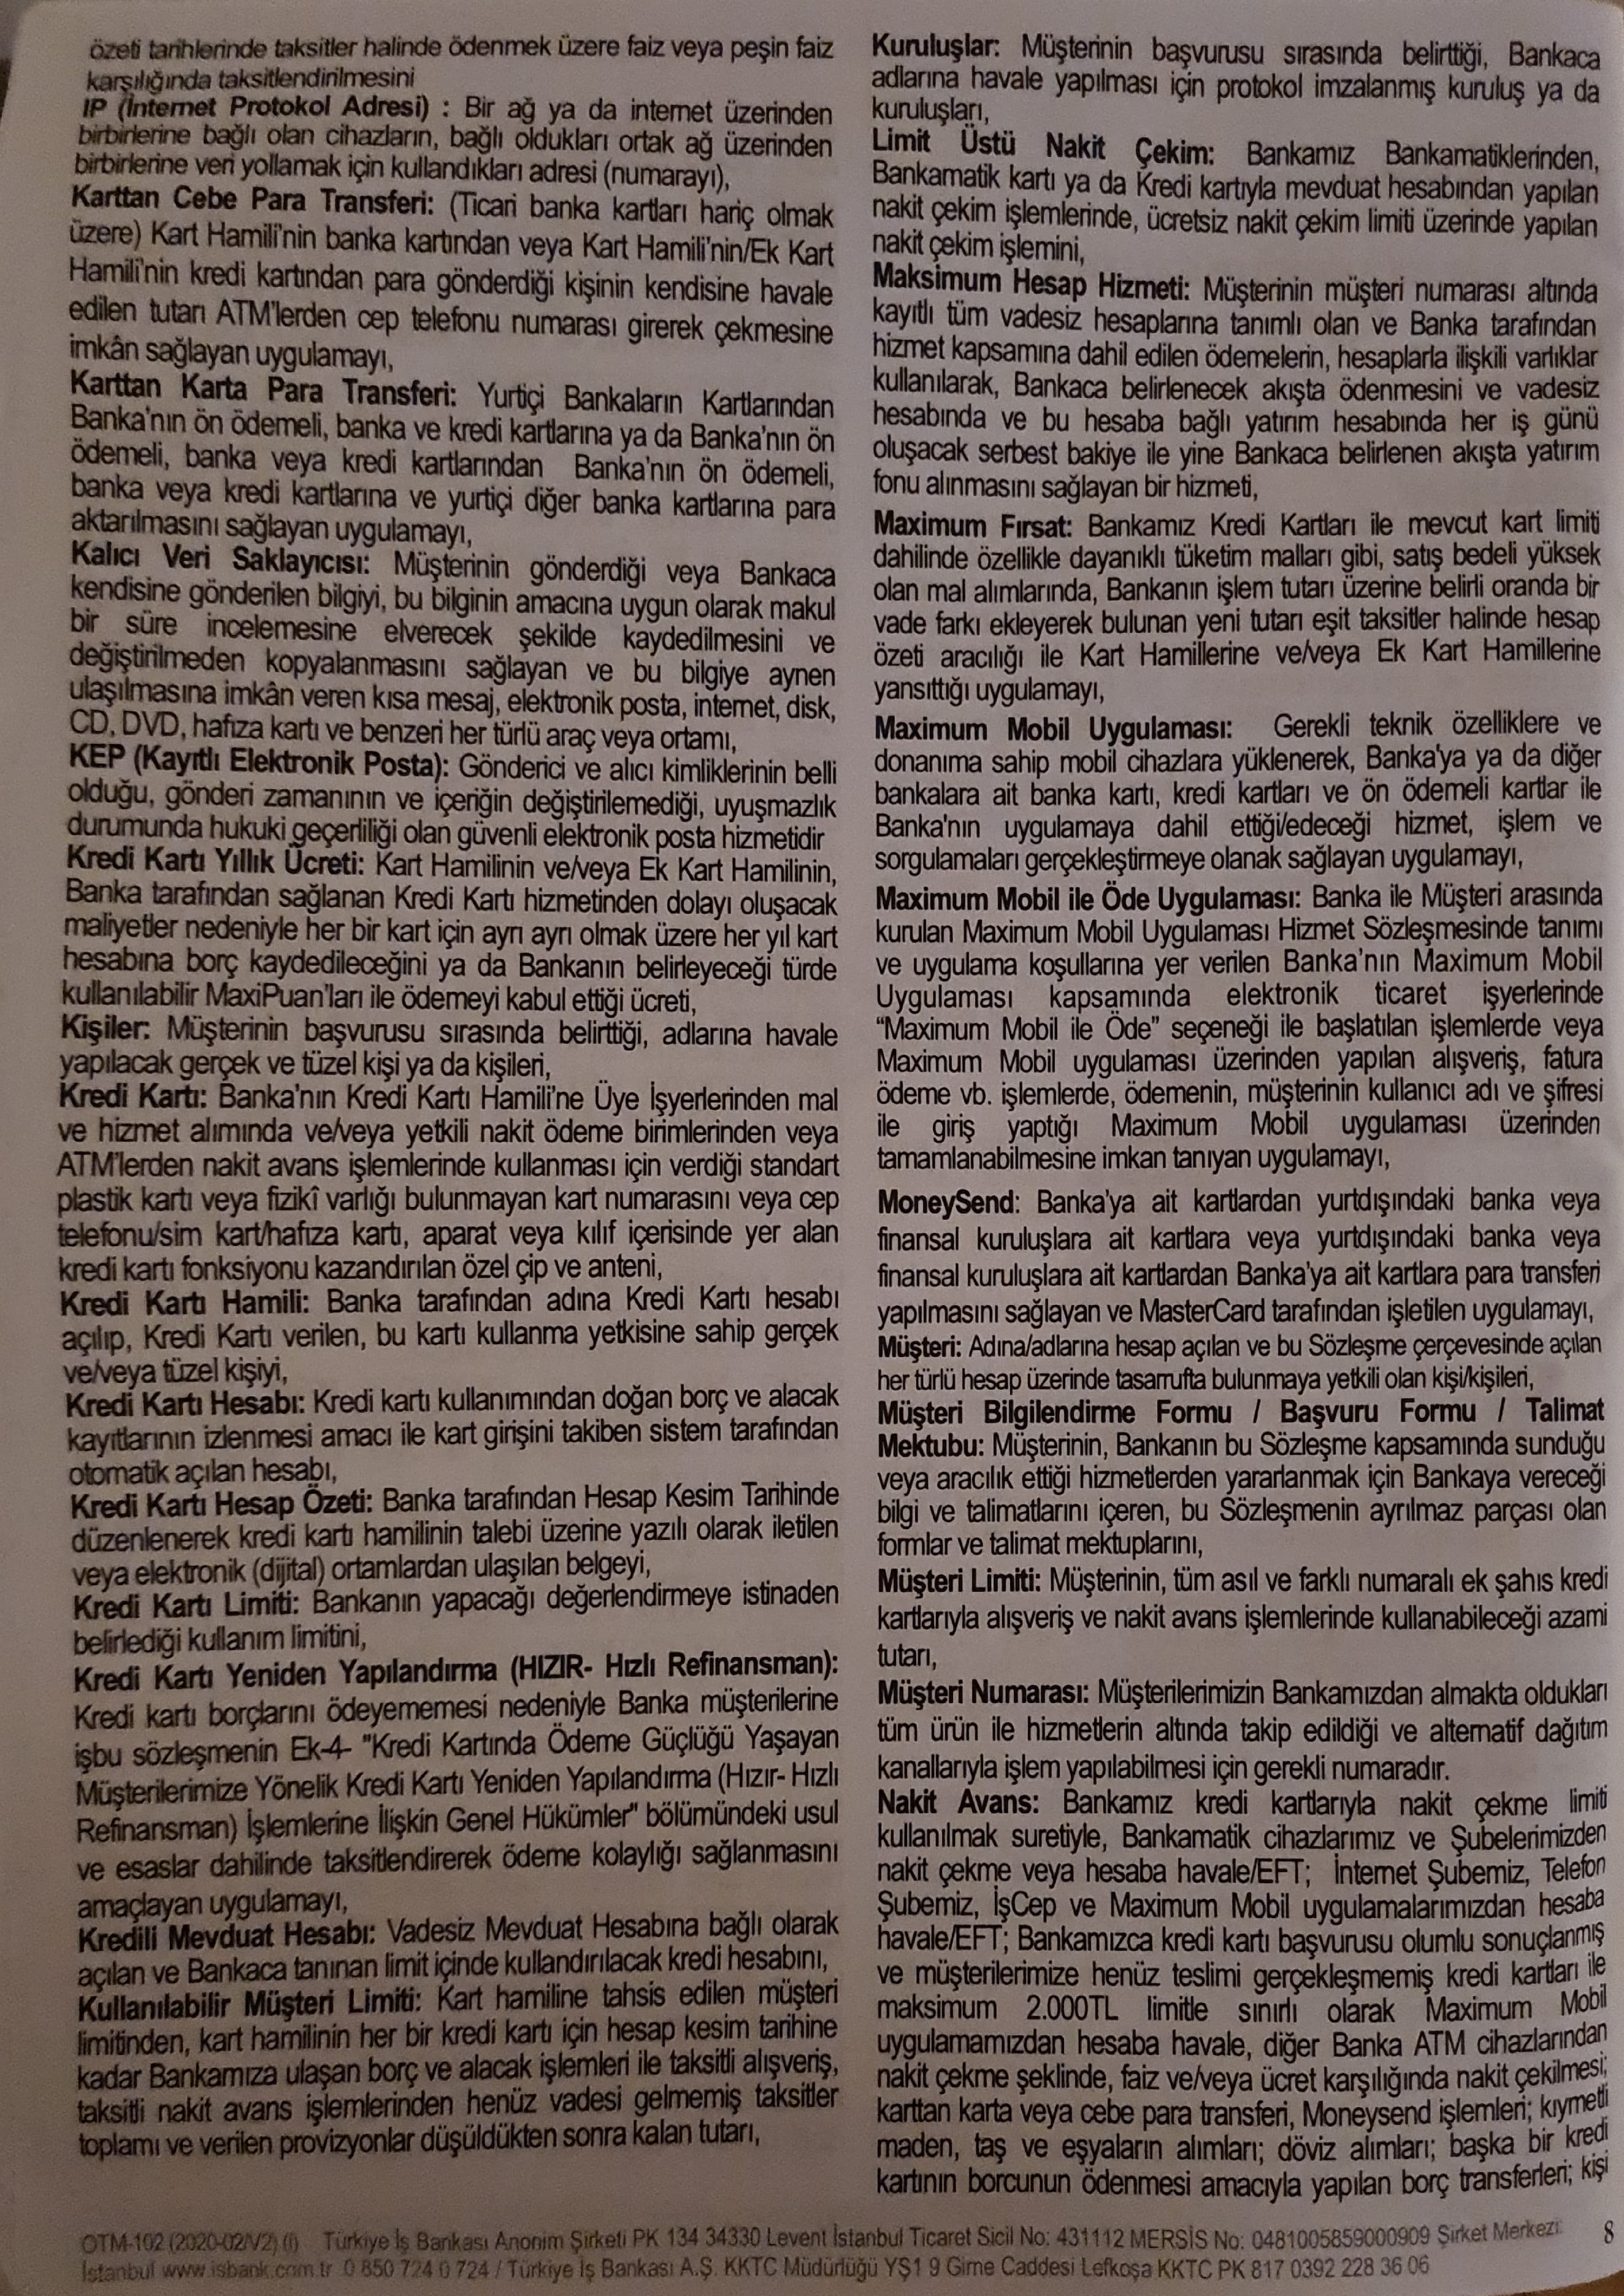 özeti tarihlerinde taksitler halinde ödenmek üzere faiz veya peşin faiz
karşılığında taksitlendirilmesini
IP (İnternet Protokol Adresi) : Bir ağ ya da internet üzerinden
birbirlerine bağlı olan cihazların, bağlı oldukları ortak ağ üzerinden
birbirlerine veri yollamak için kullandıkları adresi (numarayı),
Karttan Cebe Para Transferi: (Ticari banka kartları hariç olmak
üzere) Kart Hamili'nin banka kartından veya Kart Hamili'nin/Ek Kart
Hamili'nin kredi kartından para gönderdiği kişinin kendisine havale
edilen tutarı ATM'lerden cep telefonu numarası girerek çekmesine
imkân sağlayan uygulamayı,
Karttan Karta Para Transferi: Yurtiçi Bankaların Kartlarından
Banka'nın ön ödemeli, banka ve kredi kartlarına ya da Banka'nın ön
ödemeli, banka veya kredi kartlarından Banka'nın ön ödemeli,
banka veya kredi kartlarına ve yurtiçi diğer banka kartlarına para
aktarılmasını sağlayan uygulamayı,
Kalıcı Veri Saklayıcısı: Müşterinin gönderdiği veya Bankaca
kendisine gönderilen bilgiyi, bu bilginin amacına uygun olarak makul
bir süre incelemesine elverecek şekilde kaydedilmesini ve
değiştirilmeden kopyalanmasını sağlayan ve bu bilgiye aynen
ulaşılmasına imkân veren kısa mesaj, elektronik posta, internet, disk,
CD, DVD, hafıza kartı ve benzeri her türlü araç veya ortamı,
KEP (Kayıtlı Elektronik Posta): Gönderici ve alıcı kimliklerinin belli
olduğu, gönderi zamanının ve içeriğin değiştirilemediği, uyuşmazlık
durumunda hukuki geçerliliği olan güvenli elektronik posta hizmetidir
Kredi Kartı Yıllık Ücreti: Kart Hamilinin ve/veya Ek Kart Hamilinin,
Banka tarafından sağlanan Kredi Kartı hizmetinden dolayı oluşacak
maliyetler nedeniyle her bir kart için ayrı ayrı olmak üzere her yıl kart
hesabına borç kaydedileceğini ya da Bankanın belirleyeceği türde
kullanılabilir MaxiPuan'ları ile ödemeyi kabul ettiği ücreti,
Kişiler: Müşterinin başvurusu sırasında belirttiği, adlarına havale
yapılacak gerçek ve tüzel kişi ya da kişileri,
Kredi Kartı: Banka'nın Kredi Kartı Hamili'ne Üye İşyerlerinden mal
ve hizmet alımında ve/veya yetkili nakit ödeme birimlerinden veya
ATM'lerden nakit avans işlemlerinde kullanması için verdiği standart
plastik kartı veya fizikî varlığı bulunmayan kart numarasını veya cep
telefonu/sim kart/hafıza kartı, aparat veya kılıf içerisinde yer alan
kredi kartı fonksiyonu kazandırılan özel çip ve anteni,
Kredi Kartı Hamili: Banka tarafından adına Kredi Kartı hesabı
açılıp, Kredi Kartı verilen, bu kartı kullanma yetkisine sahip gerçek
ve/veya tüzel kişiyi,
Kredi Kartı Hesabı: Kredi kartı kullanımından doğan borç ve alacak
kayıtlarının izlenmesi amacı ile kart girişini takiben sistem tarafından
otomatik açılan hesabı,
Kredi Kartı Hesap Özeti: Banka tarafından Hesap Kesim Tarihinde
düzenlenerek kredi kartı hamilinin talebi üzerine yazılı olarak iletilen
veya elektronik (dijital) ortamlardan ulaşılan belgeyi,
Kredi Kartı Limiti: Bankanın yapacağı değerlendirmeye istinaden
belirlediği kullanım limitini,
Kredi Kartı Yeniden Yapılandırma (HIZIR- Hızlı Refinansman):
Kredi kartı borçlarını ödeyememesi nedeniyle Banka müşterilerine
işbu sözleşmenin Ek-4- "Kredi Kartında Ödeme Güçlüğü Yaşayan
Müşterilerimize Yönelik Kredi Kartı Yeniden Yapılandırma (Hızır- Hızlı
Refinansman) İşlemlerine İlişkin Genel Hükümler" bölümündeki usul
ve esaslar dahilinde taksitlendirerek ödeme kolaylığı sağlanmasını
amaçlayan uygulamayı,
Kredili Mevduat Hesabı: Vadesiz Mevduat Hesabına bağlı olarak
açılan ve Bankaca tanınan limit içinde kullandırılacak kredi hesabını,
Kullanılabilir Müşteri Limiti: Kart hamiline tahsis edilen müşteri
limitinden, kart hamilinin her bir kredi kartı için hesap kesim tarihine
kadar Bankamıza ulaşan borç ve alacak işlemleri ile taksitli alışveriş,
taksitli nakit avans işlemlerinden henüz vadesi gelmemiş taksitler
toplamı ve verilen provizyonlar düşüldükten sonra kalan tutarı,
Kuruluşlar: Müşterinin başvurusu sırasında belirttiği, Bankaca
adlarına havale yapılması için protokol imzalanmış kuruluş ya da
kuruluşları,
Limit Üstü Nakit Çekim: Bankamız Bankamatiklerinden,
Bankamatik kartı ya da Kredi kartıyla mevduat hesabından yapılan
nakit çekim işlemlerinde, ücretsiz nakit çekim limiti üzerinde yapılan
nakit çekim işlemini,
Maksimum Hesap Hizmeti: Müşterinin müşteri numarası altında
kayıtlı tüm vadesiz hesaplarına tanımlı olan ve Banka tarafından
hizmet kapsamına dahil edilen ödemelerin, hesaplarla ilişkili varlıklar
kullanılarak, Bankaca belirlenecek akışta ödenmesini ve vadesiz
hesabında ve bu hesaba bağlı yatırım hesabında her iş günü
oluşacak serbest bakiye ile yine Bankaca belirlenen akışta yatırım
fonu alınmasını sağlayan bir hizmeti,
Maximum Fırsat: Bankamız Kredi Kartları ile mevcut kart limiti
dahilinde özellikle dayanıklı tüketim malları gibi, satış bedeli yüksek
olan mal alımlarında, Bankanın işlem tutarı üzerine belirli oranda bir
vade farkı ekleyerek bulunan yeni tutarı eşit taksitler halinde hesap
özeti aracılığı ile Kart Hamillerine ve/veya Ek Kart Hamillerine
yansıttığı uygulamayı,
Maximum Mobil Uygulaması: Gerekli teknik özelliklere ve
donanıma sahip mobil cihazlara yüklenerek, Banka'ya ya da diğer
bankalara ait banka kartı, kredi kartları ve ön ödemeli kartlar ile
Banka'nın uygulamaya dahil ettiği/edeceği hizmet, işlem ve
sorgulamaları gerçekleştirmeye olanak sağlayan uygulamayı,
Maximum Mobil ile Öde Uygulaması: Banka ile Müşteri arasında
kurulan Maximum Mobil Uygulaması Hizmet Sözleşmesinde tanımı
ve uygulama koşullarına yer verilen Banka'nın Maximum Mobil
Uygulaması kapsamında elektronik ticaret işyerlerinde
“Maximum Mobil ile Öde” seçeneği ile başlatılan işlemlerde veya
Maximum Mobil uygulaması üzerinden yapılan alışveriş, fatura
ödeme vb. işlemlerde, ödemenin, müşterinin kullanıcı adı ve şifresi
ile giriş yaptığı Maximum Mobil uygulaması üzerinden
tamamlanabilmesine imkan tanıyan uygulamayı,
MoneySend: Banka'ya ait kartlardan yurtdışındaki banka veya
finansal kuruluşlara ait kartlara veya yurtdışındaki banka veya
finansal kuruluşlara ait kartlardan Banka'ya ait kartlara para transferi
yapılmasını sağlayan ve MasterCard tarafından işletilen uygulamayı,
Müşteri: Adına/adlarına hesap açılan ve bu Sözleşme çerçevesinde açılan
her türlü hesap üzerinde tasarrufta bulunmaya yetkili olan kişi/kişileri,
Müşteri Bilgilendirme Formu / Başvuru Formu / Talimat
Mektubu: Müşterinin, Bankanın bu Sözleşme kapsamında sunduğu
veya aracılık ettiği hizmetlerden yararlanmak için Bankaya vereceği
bilgi ve talimatlarını içeren, bu Sözleşmenin ayrılmaz parçası olan
formlar ve talimat mektuplarını,
Müşteri Limiti: Müşterinin, tüm asıl ve farklı numaralı ek şahıs kredi
kartlarıyla alışveriş ve nakit avans işlemlerinde kullanabileceği azami
tutarı,
Müşteri Numarası: Müşterilerimizin Bankamızdan almakta oldukları
tüm ürün ile hizmetlerin altında takip edildiği ve alternatif dağıtım
kanallarıyla işlem yapılabilmesi için gerekli numaradır.
Nakit Avans: Bankamız kredi kartlarıyla nakit çekme limiti
kullanılmak suretiyle, Bankamatik cihazlarımız ve Şubelerimizden
nakit çekme veya hesaba havale/EFT; İnternet Şubemiz, Telefon
Şubemiz, İşCep ve Maximum Mobil uygulamalarımızdan hesaba
havale/EFT; Bankamızca kredi kartı başvurusu olumlu sonuçlanmış
ve müşterilerimize henüz teslimi gerçekleşmemiş kredi kartları ile
maksimum 2.000TL limitle sınırlı olarak Maximum Mobil
uygulamamızdan hesaba havale, diğer Banka ATM cihazlarından
nakit çekme şeklinde, faiz ve/veya ücret karşılığında nakit çekilmesi;
karttan karta veya cebe para transferi, Moneysend işlemleri; kıymetli
maden, taş ve eşyaların alımları; döviz alımları; başka bir kredi
kartının borcunun ödenmesi amacıyla yapılan borç transferleri; kişi
OTM-102 (2020-02/V2) (İ) Türkiye İş Bankası Anonim Şirketi PK 134 34330 Levent İstanbul Ticaret Sicil No: 431112 MERSİS No: 0481005859000909 Şirket Merkezi: 8
İstanbul www.isbank.com.tr 0 850 724 0 724 / Türkiye İş Bankası A.Ş. KKTC Müdürlüğü YŞ1 9 Girne Caddesi Lefkoşa KKTC PK 817 0392 228 36 06